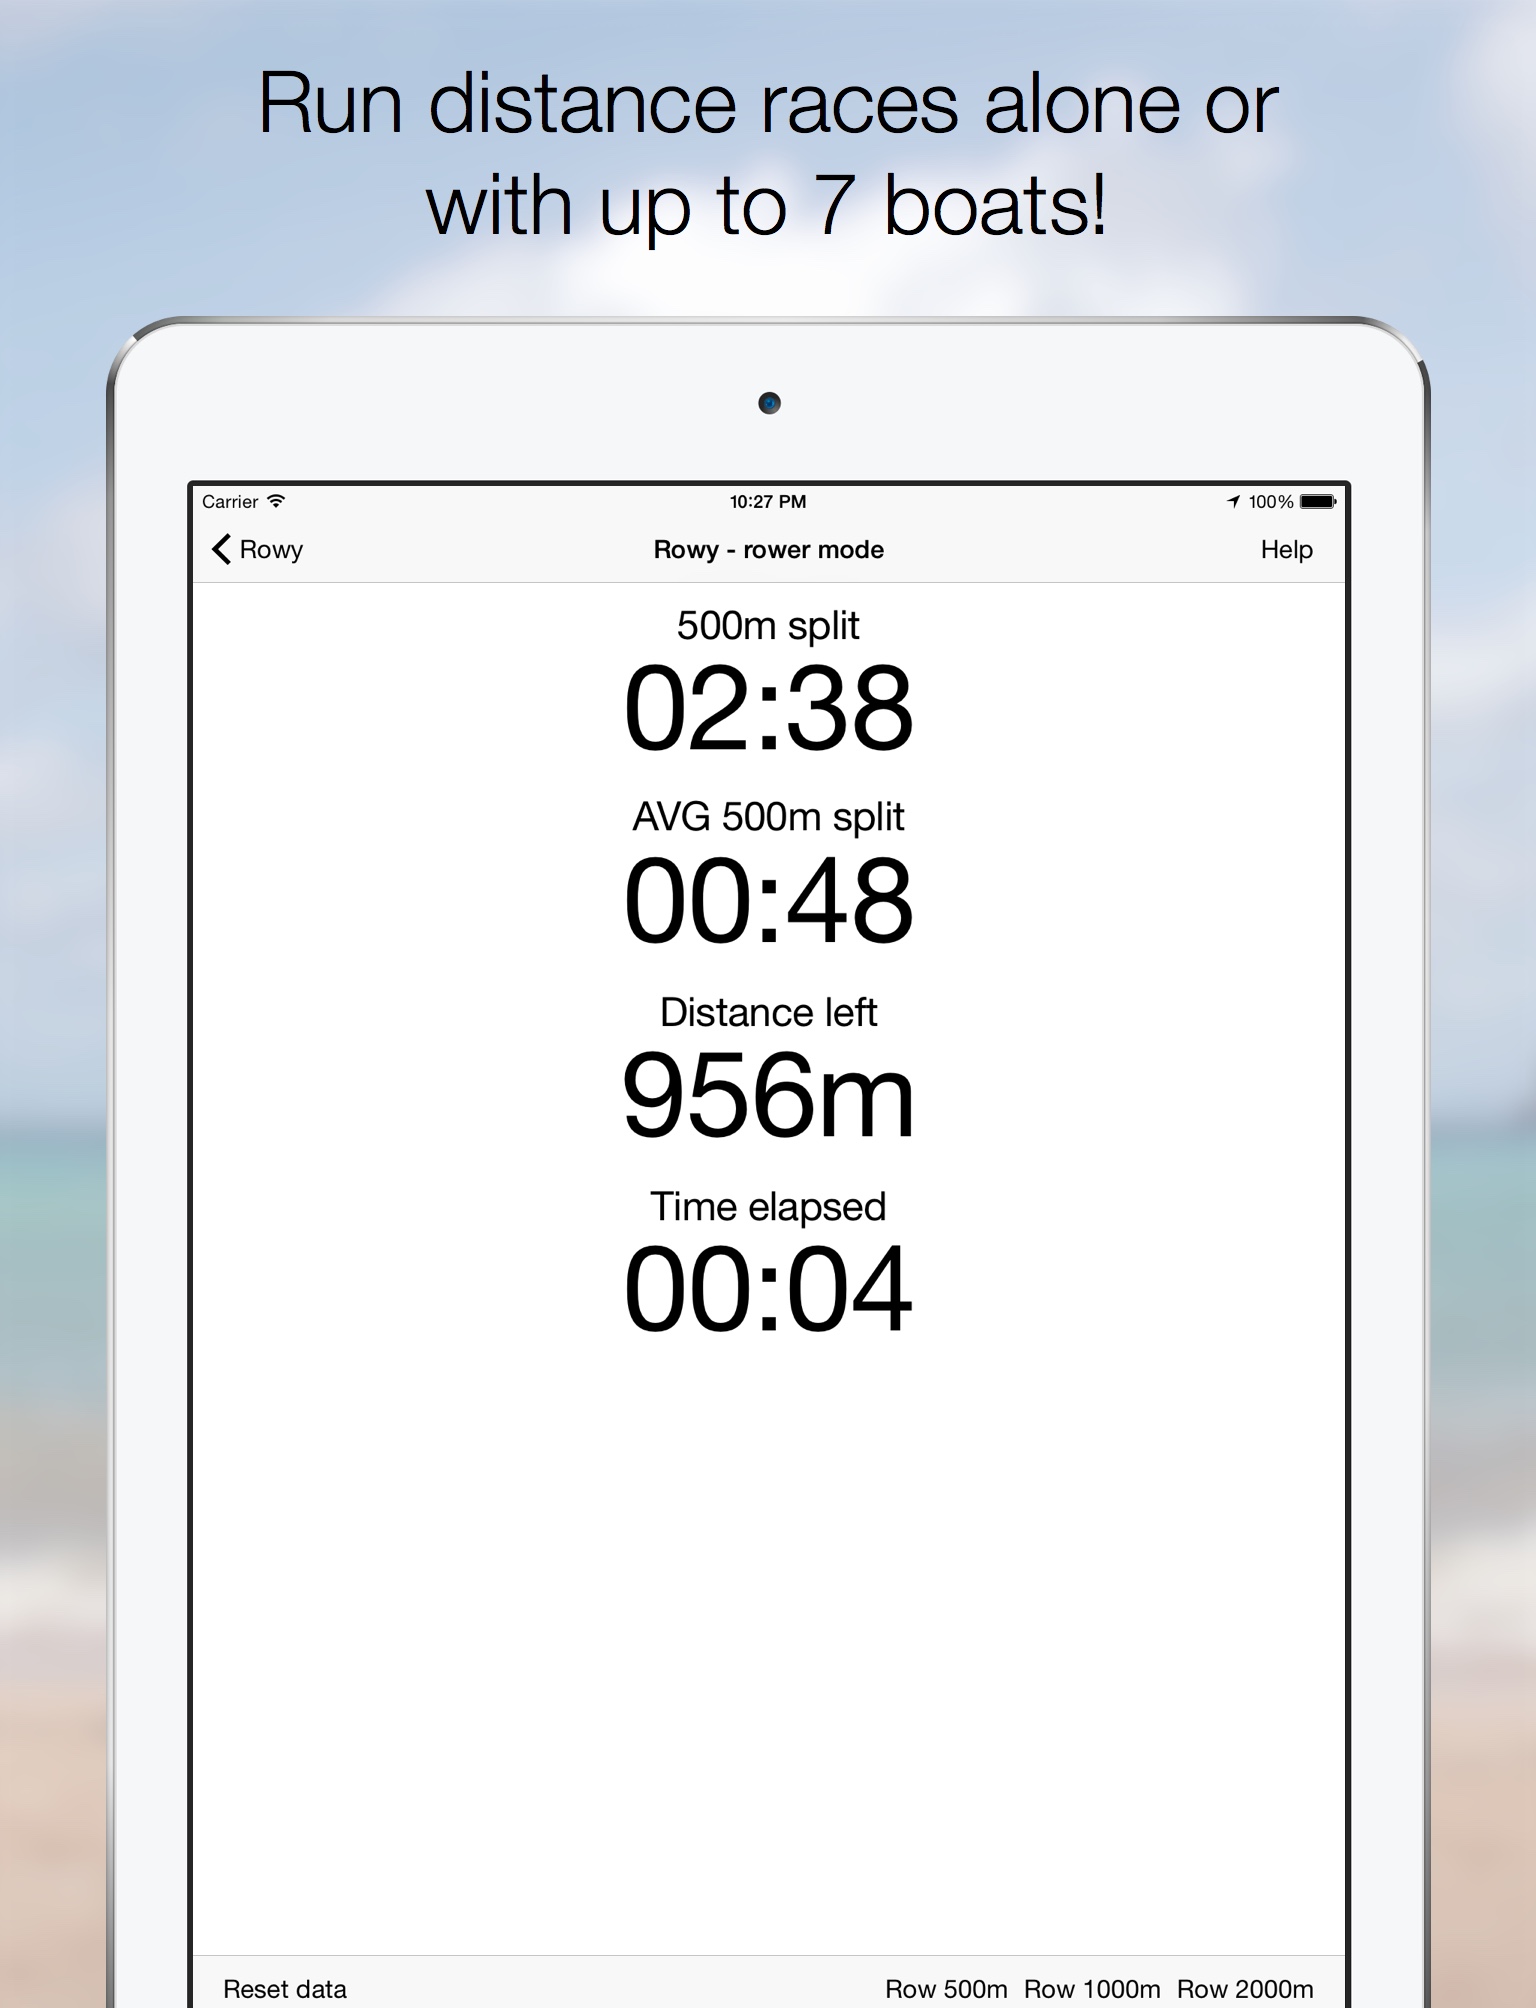 Run distance races alone or
with up to 7 boats!
Carrier 10:27 PM 100%
Rowy Rowy - rower mode Help
500m split
02:38
AVG 500m split
00:48
Distance left
956m
Time elapsed
00:04
Reset data Row 500m Row 1000m Row 2000m